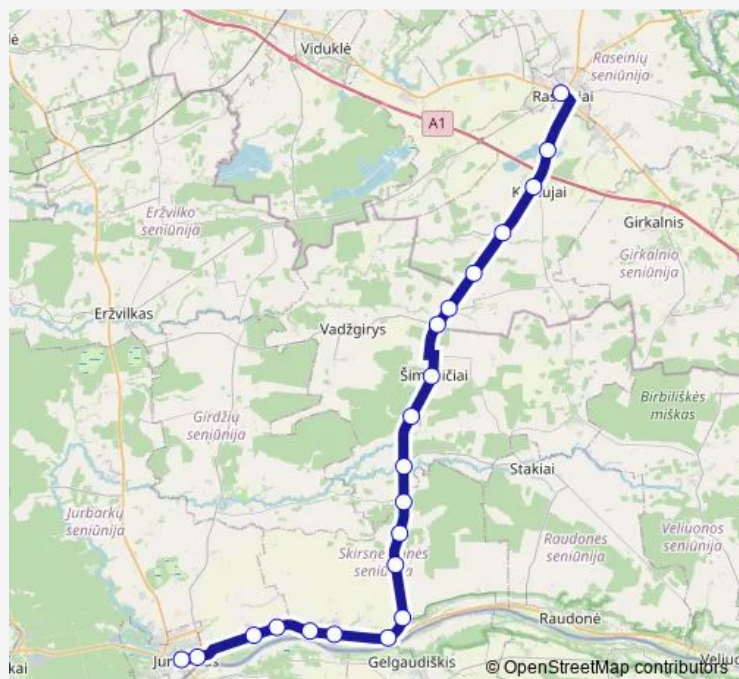 Viduklė
Raseinių
seniūnija
A1
Girkalnis
Girkalnio
seniūnija
Eržvilko
seniūnija
Eržvilkas
Vadžgirys
Birbiliškės
miškas
Girdžių
seniūnija
Stakiai
Jurbarkų
seniūnija
Raudonės
seniūnija
Veliuonos
seniūnija
Raudonė
Gelgaudiškis
© OpenStreetMap contributors